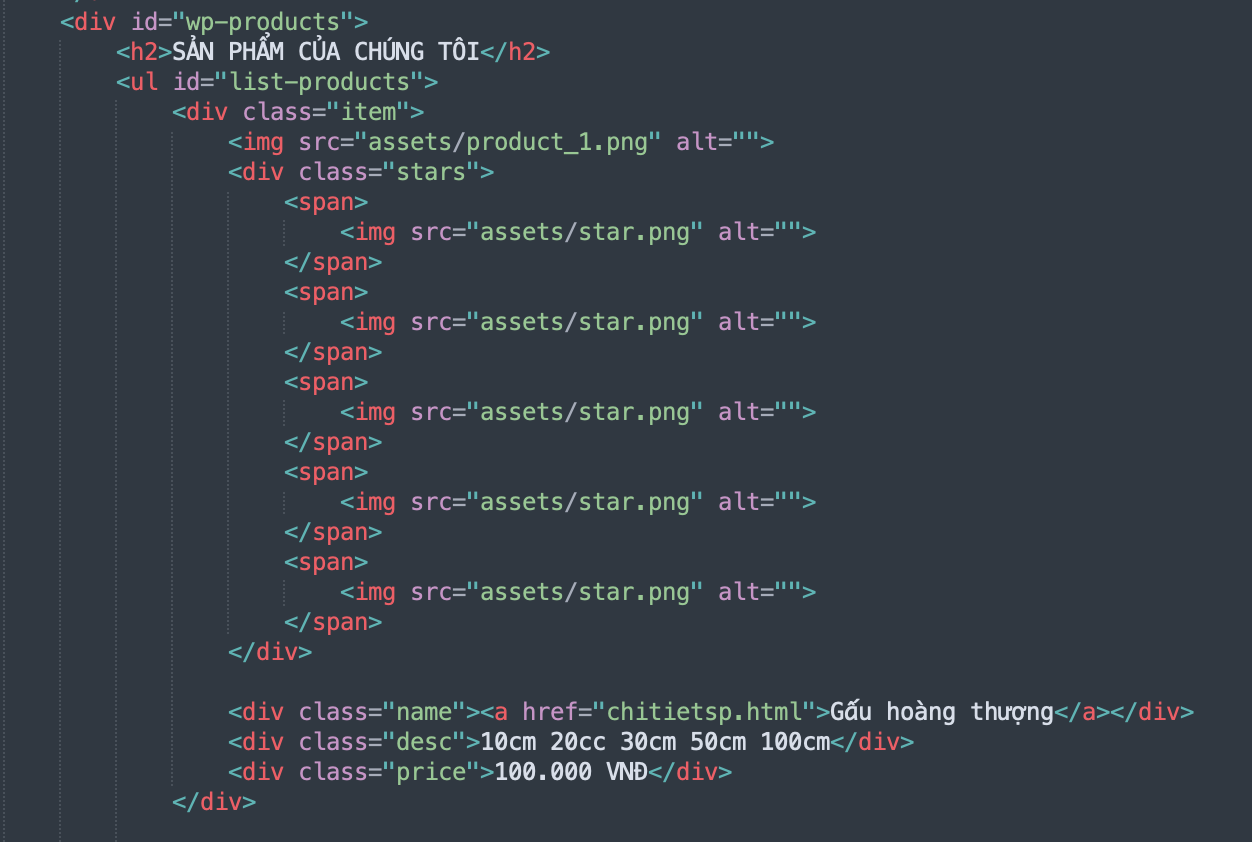 <div id="wp-products">
<h2>SẢN PHẨM CỦA CHÚNG TÔI</h2>
<ul id="list-products">
<div class="item">
<img src="assets/product_1.png" alt="">
<div class="stars">
<span>
<img src="assets/star.png" alt="">
</span>
<span>
<img src="assets/star.png" alt="">
</span>
<span>
<img src="assets/star.png" alt="">
</span>
<span>
<img src="assets/star.png" alt="">
</span>
<span>
<img src="assets/star.png" alt="">
</span>
</div>
<div class="name"><a href="chitietsp.html">Gấu hoàng thượng</a></div>
<div class="desc">10cm 20cc 30cm 50cm 100cm</div>
<div class="price">100.000 VNĐ</div>
</div>